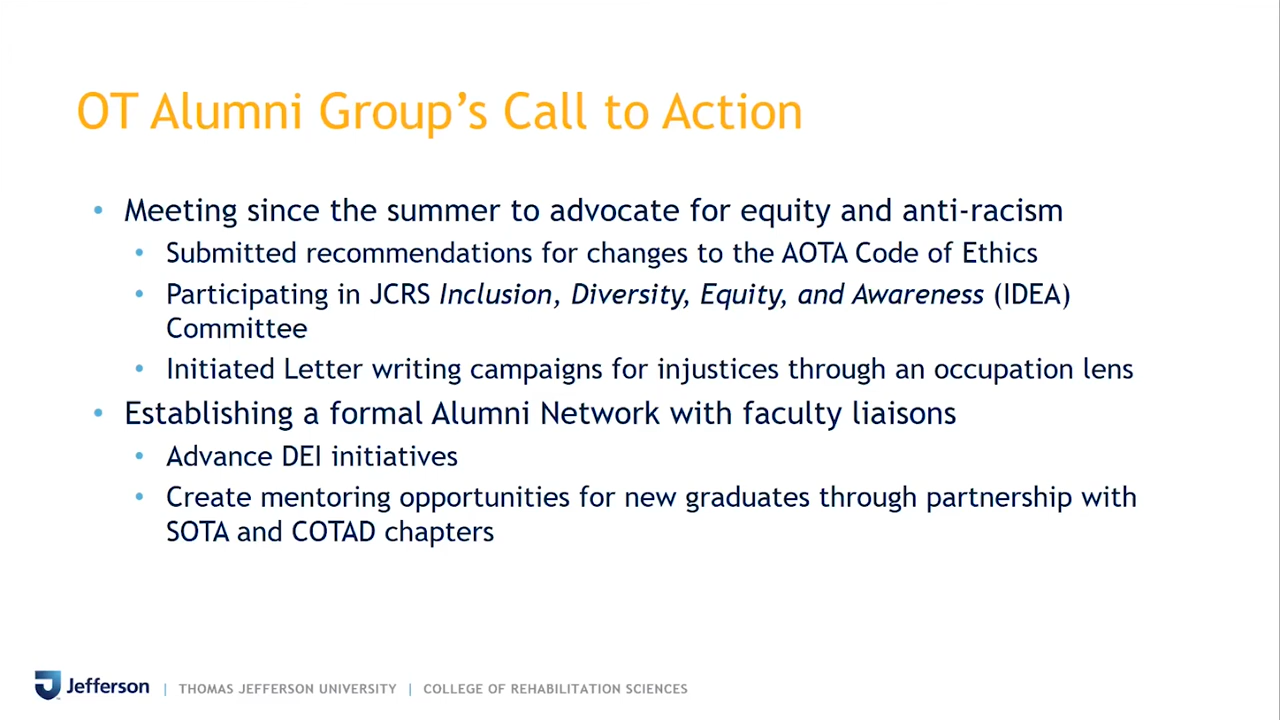 OT Alumni Group’s Call to Action
• Meeting since the summer to advocate for equity and anti-racism
• Submitted recommendations for changes to the AOTA Code of Ethics
• Participating in JCRS Inclusion, Diversity, Equity, and Awareness (IDEA)
Committee
• Initiated Letter writing campaigns for injustices through an occupation lens
• Establishing a formal Alumni Network with faculty liaisons
• Advance DEI initiatives
• Create mentoring opportunities for new graduates through partnership with
SOTA and COTAD chapters
Jefferson | THOMAS JEFFERSON UNIVERSITY | COLLEGE OF REHABILITATION SCIENCES